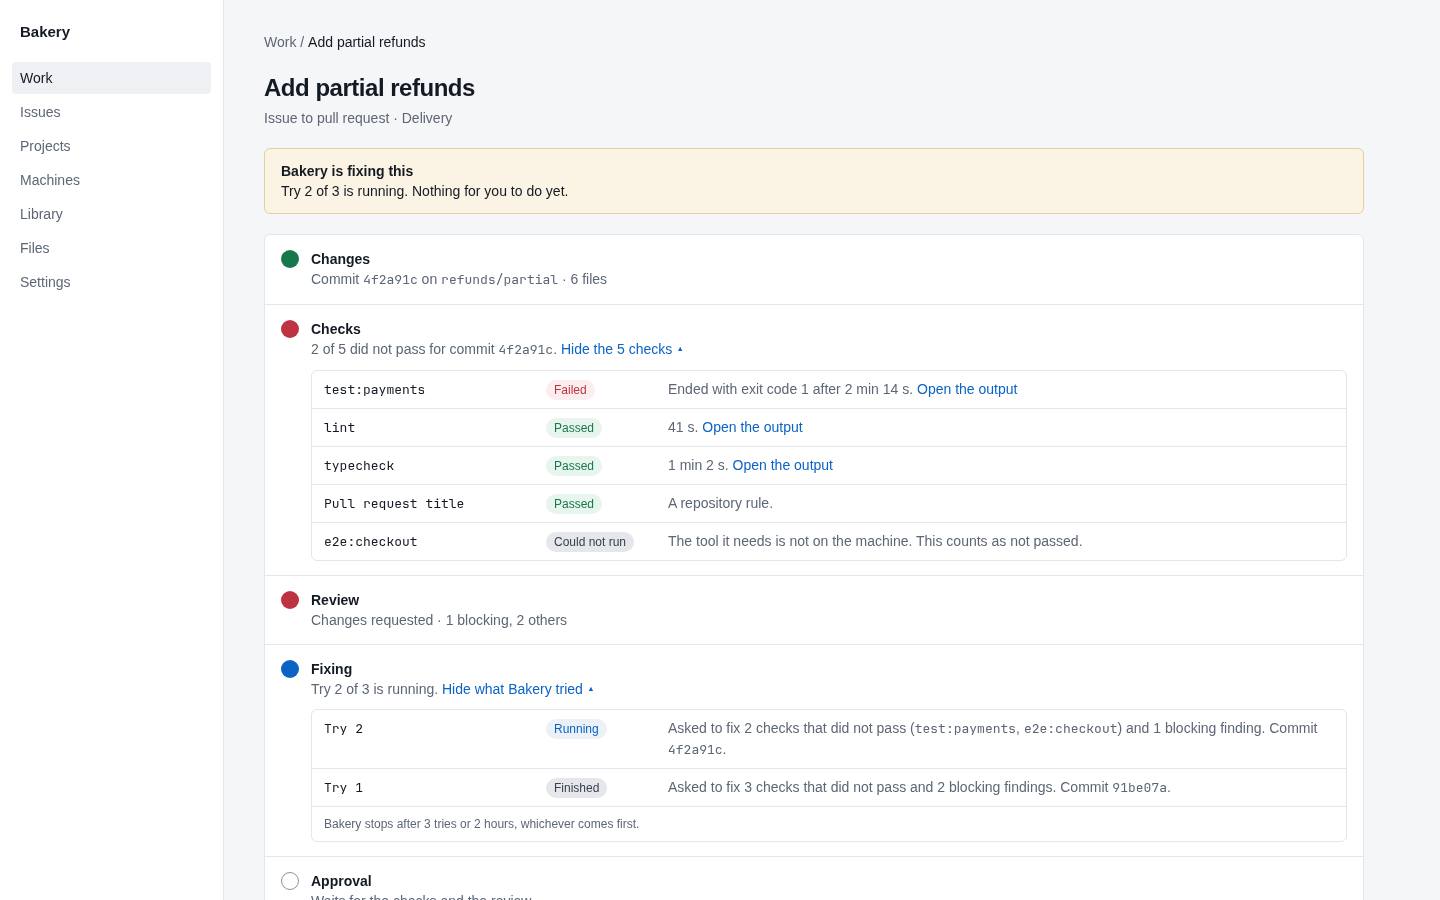 Bakery
Work
Issues
Projects
Machines
Library
Files
Settings
Work / Add partial refunds
Add partial refunds
Issue to pull request · Delivery
Bakery is fixing this
Try 2 of 3 is running. Nothing for you to do yet.
Changes
Commit 4f2a91c on refunds/partial · 6 files
Checks
2 of 5 did not pass for commit 4f2a91c. Hide the 5 checks ▲
test:payments Failed Ended with exit code 1 after 2 min 14 s. Open the output
lint Passed 41 s. Open the output
typecheck Passed 1 min 2 s. Open the output
Pull request title Passed A repository rule.
e2e:checkout Could not run The tool it needs is not on the machine. This counts as not passed.
Review
Changes requested · 1 blocking, 2 others
Fixing
Try 2 of 3 is running. Hide what Bakery tried ▲
Try 2 Running Asked to fix 2 checks that did not pass (test:payments, e2e:checkout) and 1 blocking finding. Commit
4f2a91c.
Try 1 Finished Asked to fix 3 checks that did not pass and 2 blocking findings. Commit 91be07a.
Bakery stops after 3 tries or 2 hours, whichever comes first.
Approval
Waits for the checks and the review